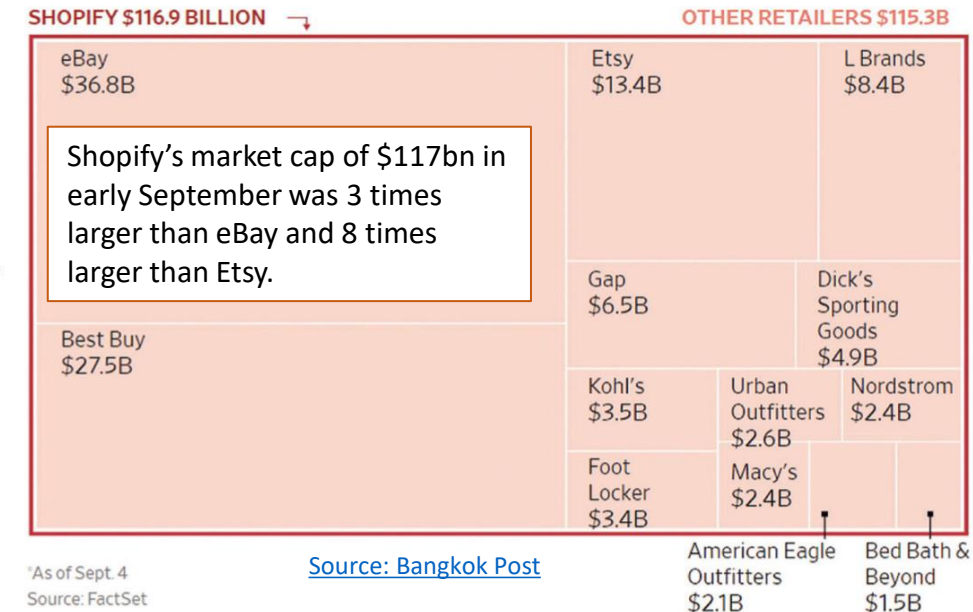 SHOPIFY $116.9 BILLION
OTHER RETAILERS $115.3B
eBay
$36.8B
Shopify’s market cap of $117bn in
early September was 3 times
larger than eBay and 8 times
larger than Etsy.
Best Buy
$27.5B
Etsy
$13.4B
L Brands
$8.4B
Gap
$6.5B
Dick's
Sporting
Goods
$4.9B
Kohl's
$3.5B
Urban
Outfitters
$2.6B
Nordstrom
$2.4B
Foot
Locker
$3.4B
Macy's
$2.4B
American Eagle
Outfitters
$2.1B
Bed Bath &
Beyond
$1.5B
*As of Sept. 4
Source: FactSet
Source: Bangkok Post